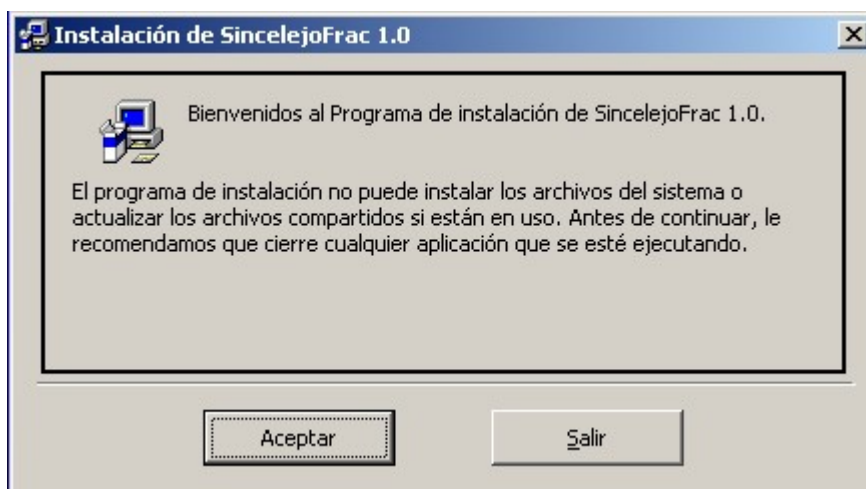 Instalación de SincelejoFrac 1.0
Bienvenidos al Programa de instalación de SincelejoFrac 1.0.
El programa de instalación no puede instalar los archivos del sistema o
actualizar los archivos compartidos si están en uso. Antes de continuar, le
recomendamos que cierre cualquier aplicación que se esté ejecutando.
Aceptar
Salir